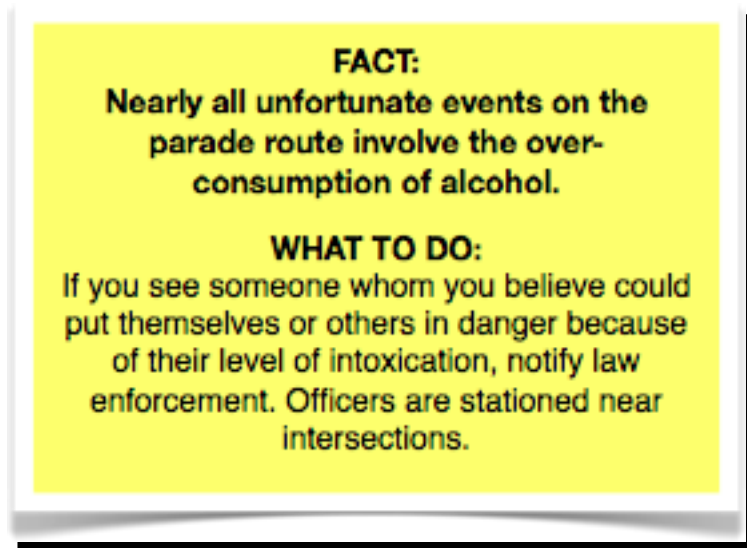 FACT:
Nearly all unfortunate events on the
parade route involve the over-
consumption of alcohol.
WHAT TO DO:
If you see someone whom you believe could
put themselves or others in danger because
of their level of intoxication, notify law
enforcement. Officers are stationed near
intersections.